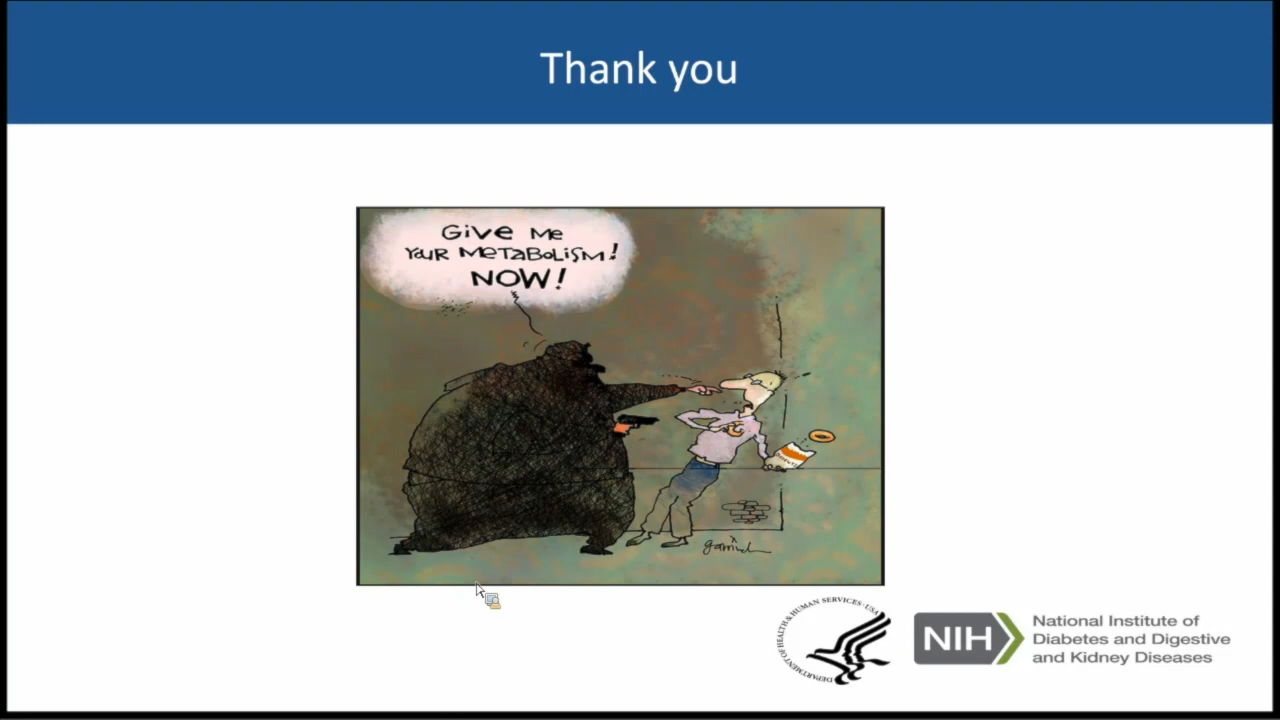 Thank you
GiVe Me
YOUR MeTaBoLiSM!
NOW!
garrinch
DEPARTMENT OF HEALTH & HUMAN SERVICES · USA
NIH
National Institute of
Diabetes and Digestive
and Kidney Diseases